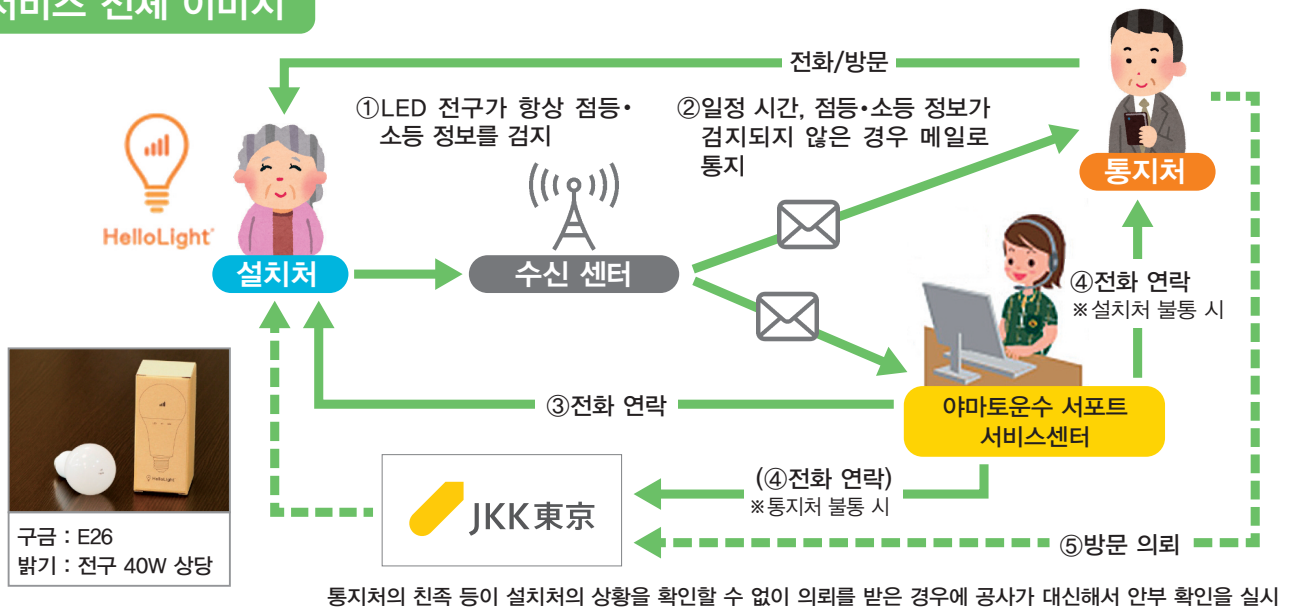 서비스 전체 이미지
전화/방문
①LED 전구가 항상 점등•
소등 정보를 검지
②일정 시간, 점등•소등 정보가
검지되지 않은 경우 메일로
통지
HelloLight
설치처
수신 센터
통지처
④전화 연락
※설치처 불통 시
③전화 연락
야마토운수 서포트
서비스센터
(④전화 연락)
※통지처 불통 시
JKK東京
⑤방문 의뢰
HelloLight
구금 : E26
밝기 : 전구 40W 상당
통지처의 친족 등이 설치처의 상황을 확인할 수 없이 의뢰를 받은 경우에 공사가 대신해서 안부 확인을 실시